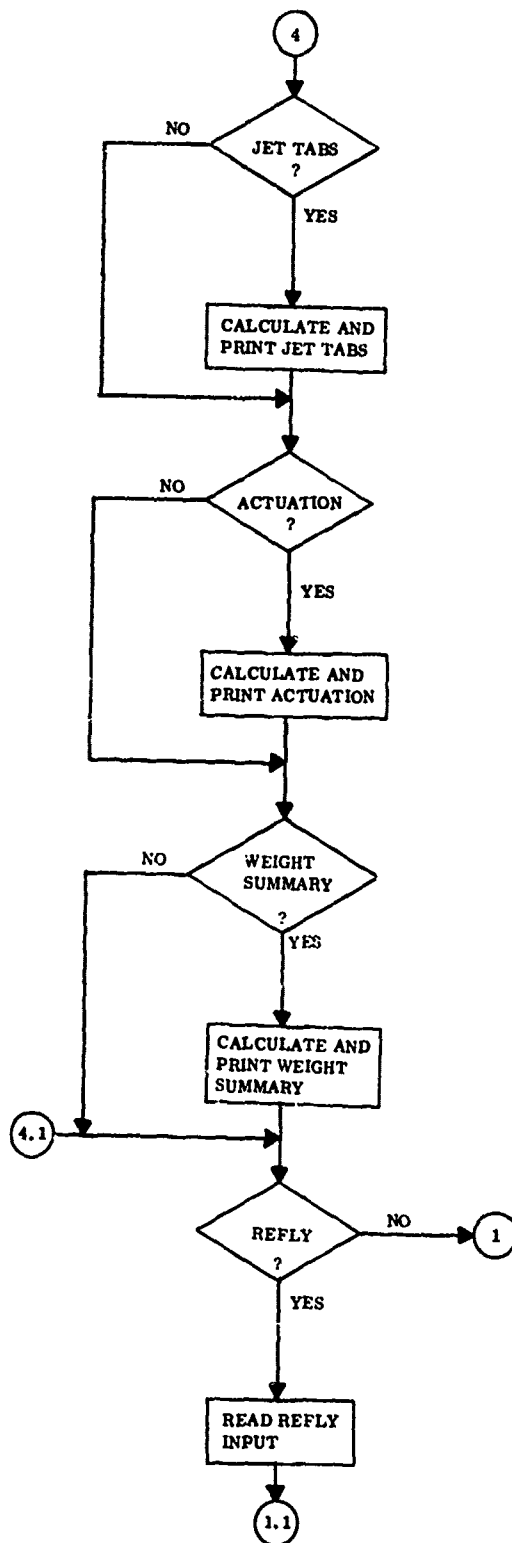 4
NO
JET TABS
?
YES
CALCULATE AND
PRINT JET TABS
NO
ACTUATION
?
YES
CALCULATE AND
PRINT ACTUATION
NO
WEIGHT
SUMMARY
?
YES
CALCULATE AND
PRINT WEIGHT
SUMMARY
4.1
REFLY
?
NO
1
YES
READ REFLY
INPUT
1.1